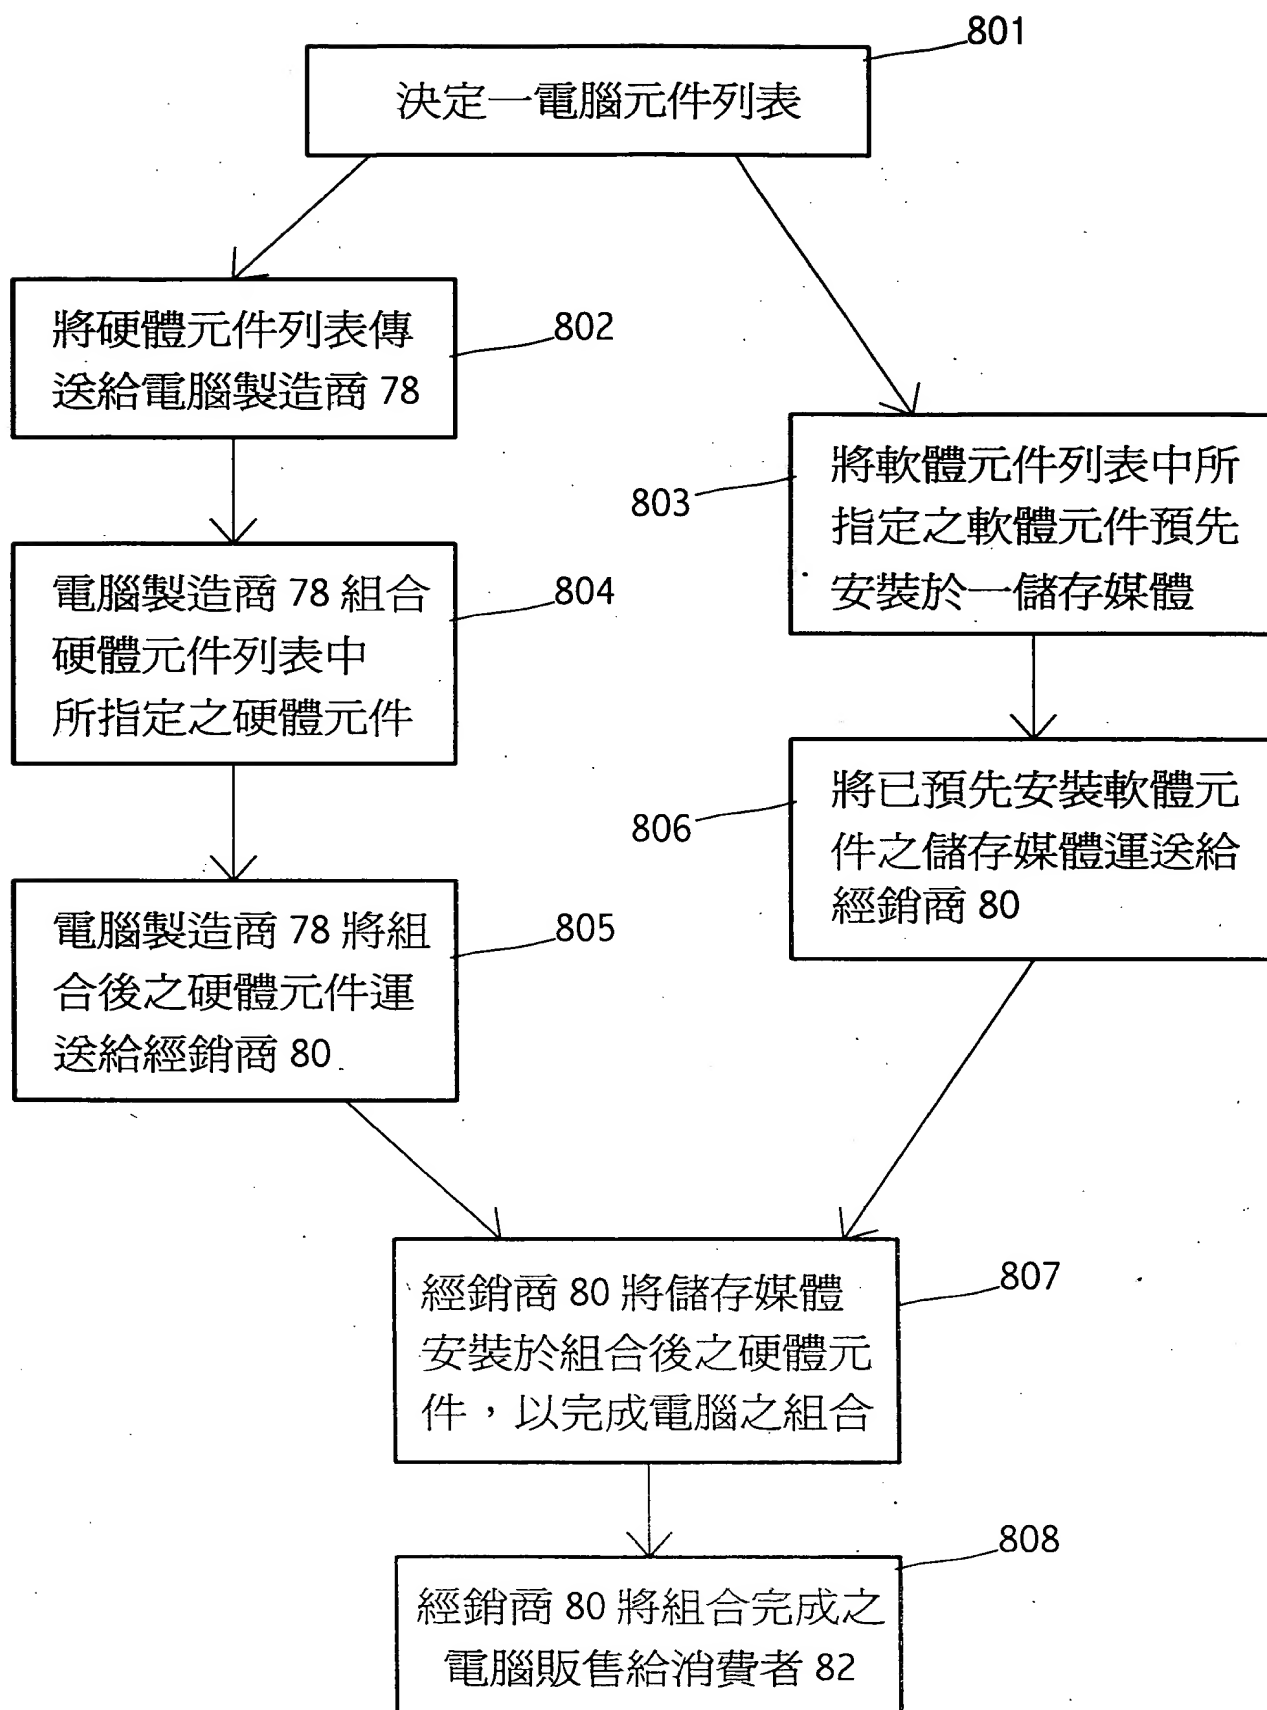 801
決定一電腦元件列表
802
將硬體元件列表傳
送給電腦製造商 78
803
將軟體元件列表中所
指定之軟體元件預先
安裝於一儲存媒體
804
電腦製造商 78 組合
硬體元件列表中
所指定之硬體元件
806
將已預先安裝軟體元
件之儲存媒體運送給
經銷商 80
805
電腦製造商 78 將組
合後之硬體元件運
送給經銷商 80
807
經銷商 80 將儲存媒體
安裝於組合後之硬體元
件，以完成電腦之組合
808
經銷商 80 將組合完成之
電腦販售給消費者 82